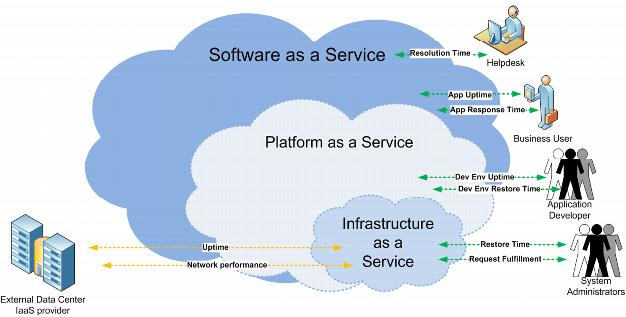 Software as a Service
Resolution Time
Helpdesk
App Uptime
App Response Time
Business User
Platform as a Service
Dev Env Uptime
Dev Env Restore Time
Application
Developer
Infrastructure
as a
Service
Uptime
Network performance
Restore Time
Request Fulfillment
System
Administrators
External Data Center
IaaS provider